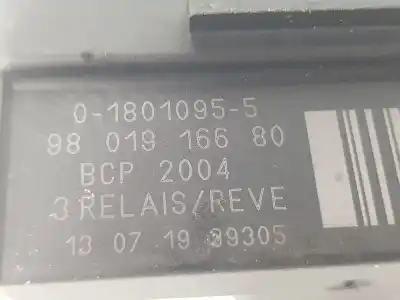 0-1801095-5
98 019 166 80
BCP 2004
3 RELAIS/REVE
13 07 19 39305